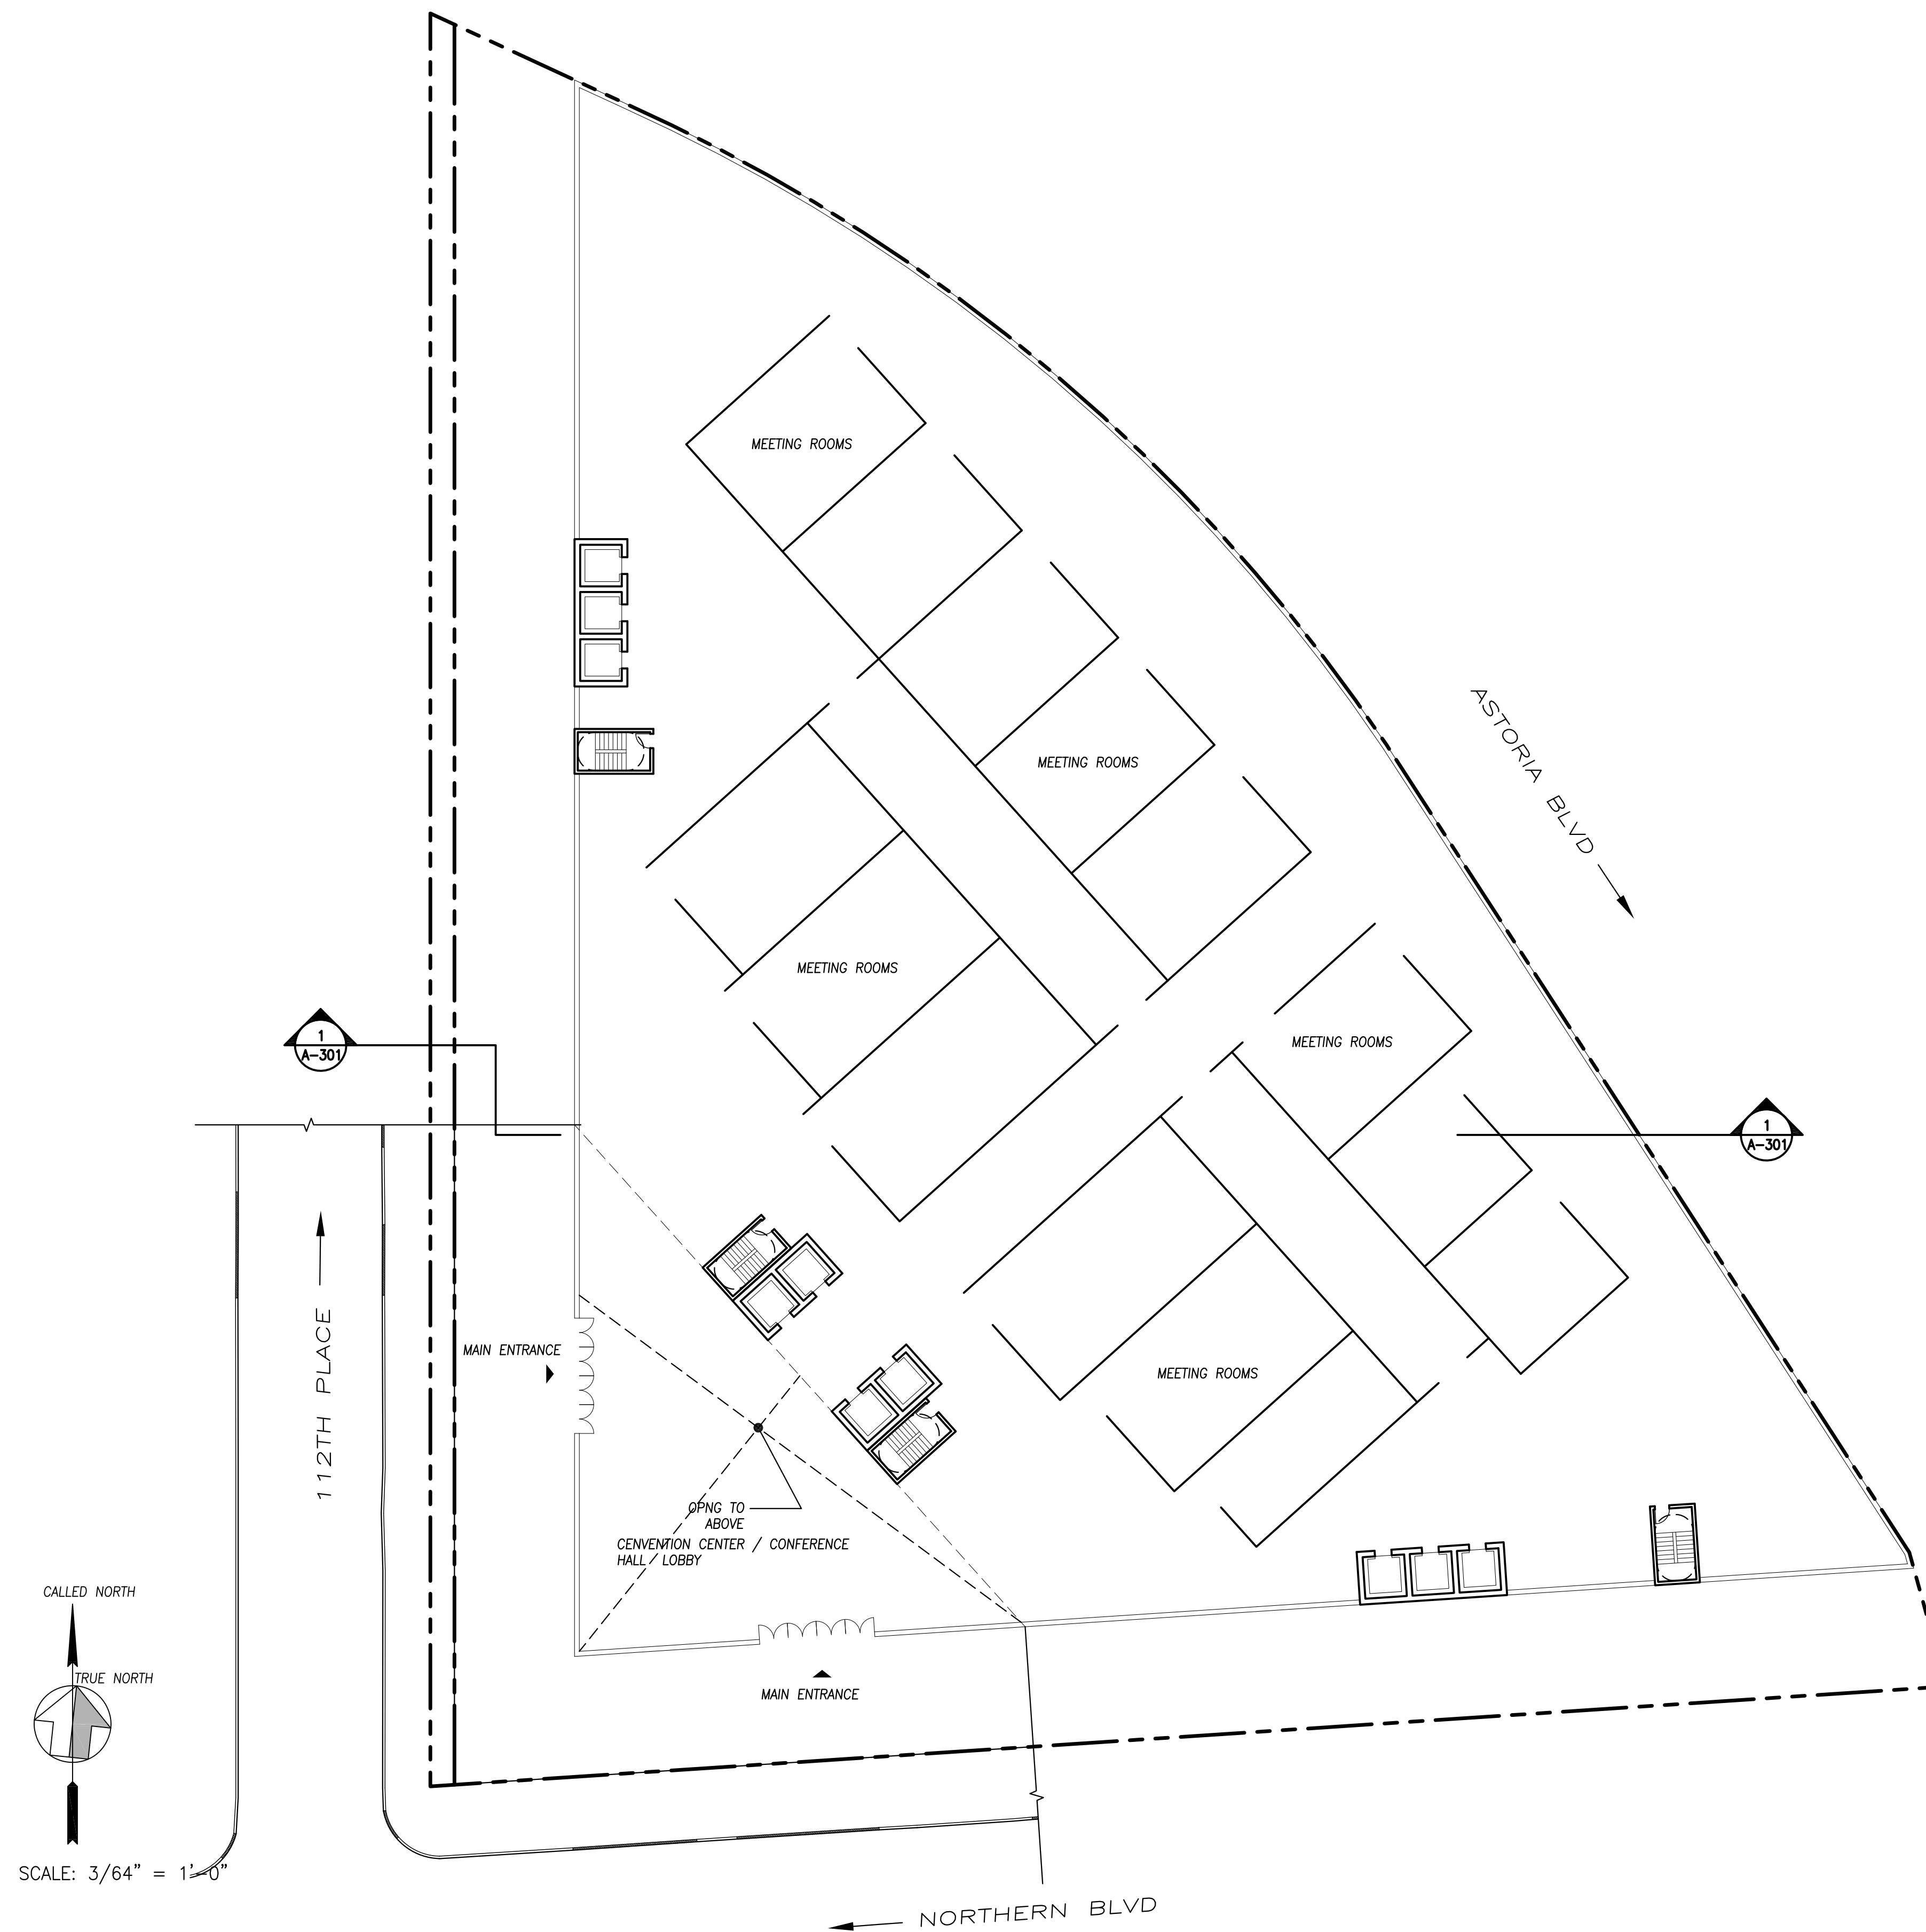 MEETING ROOMS
ASTORIA BLVD
MEETING ROOMS
MEETING ROOMS
1
A-301
MEETING ROOMS
1
A-301
112TH PLACE
MAIN ENTRANCE
MEETING ROOMS
OPNG TO
ABOVE
CENVENTION CENTER / CONFERENCE
HALL / LOBBY
CALLED NORTH
TRUE NORTH
MAIN ENTRANCE
SCALE: 3/64" = 1'-0"
NORTHERN BLVD